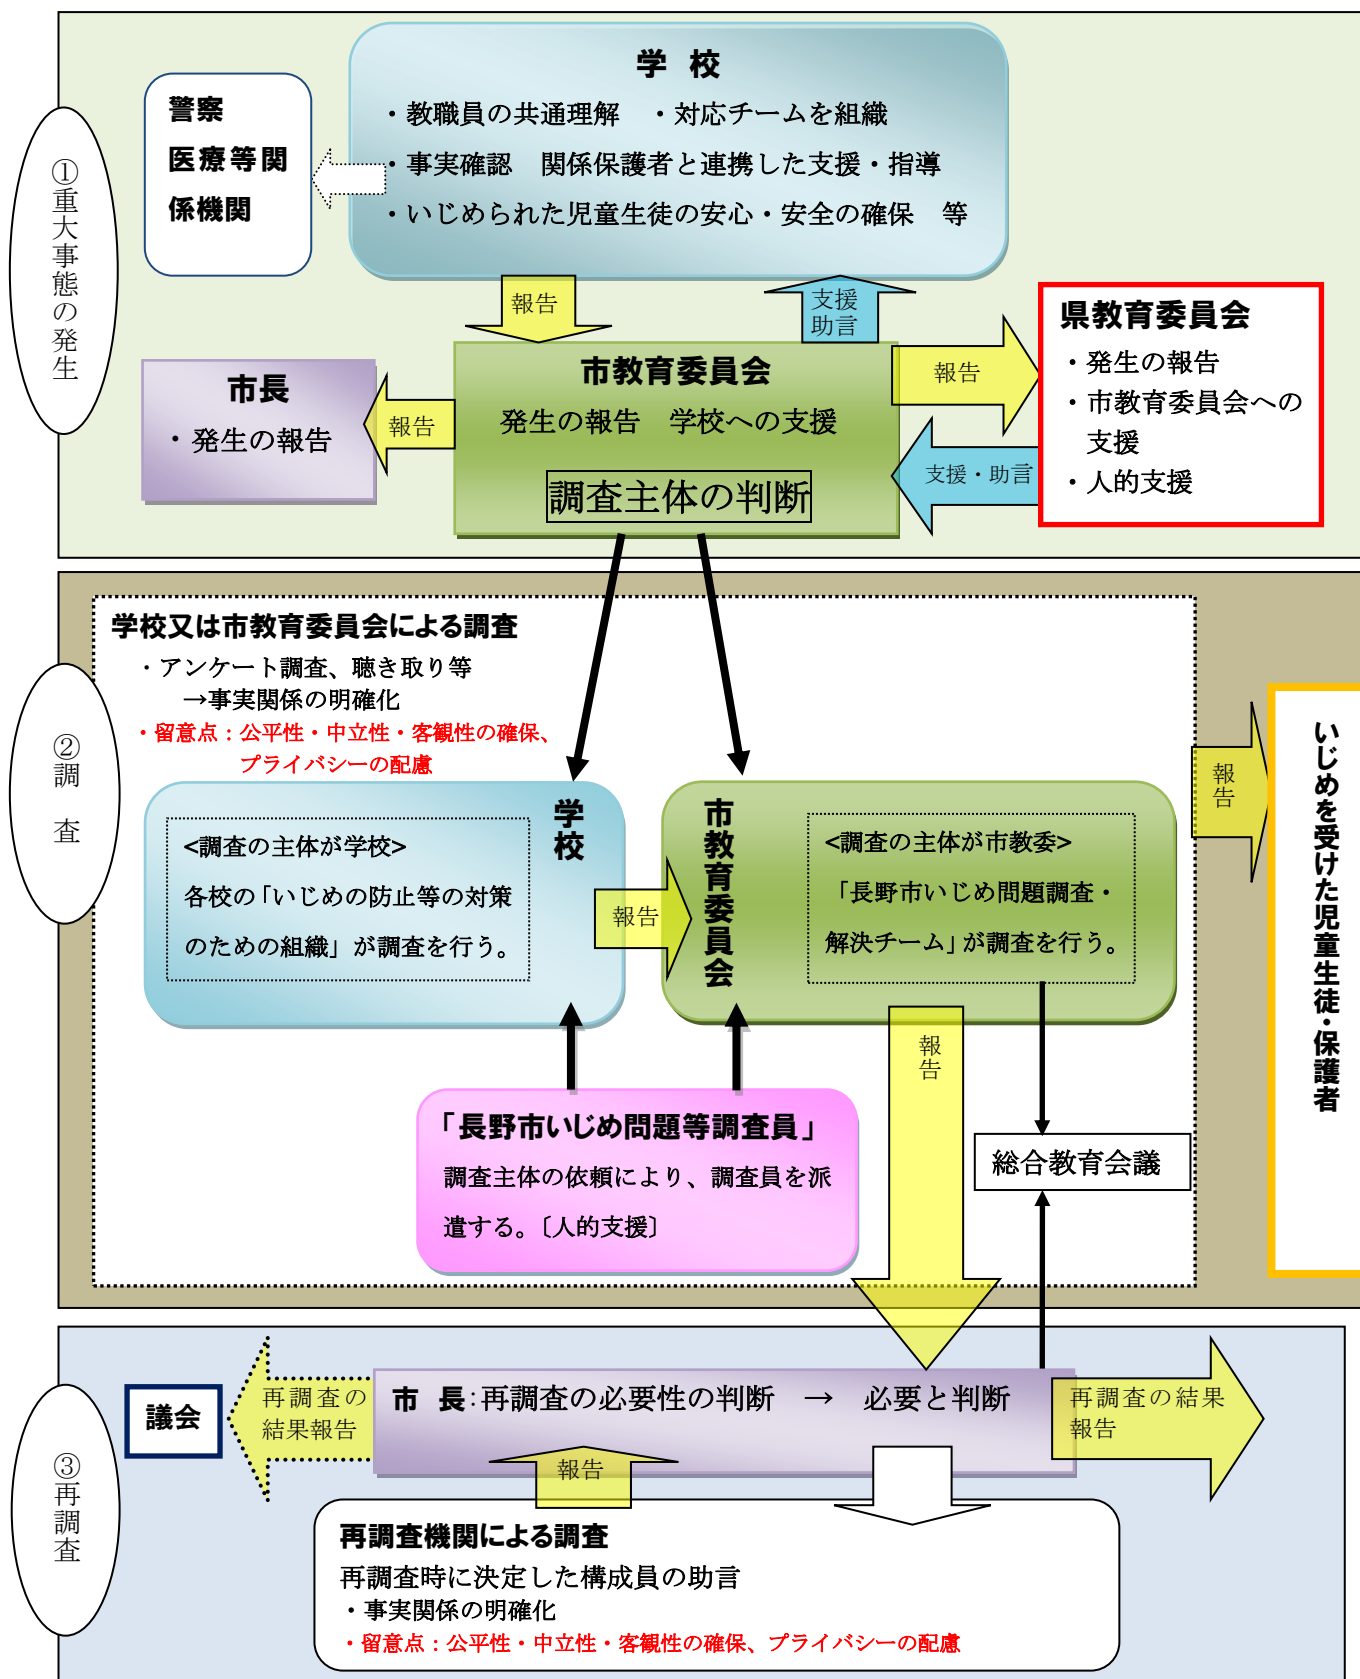 ①重大事態の発生
学 校
・教職員の共通理解　・対応チームを組織
・事実確認　関係保護者と連携した支援・指導
・いじめられた児童生徒の安心・安全の確保　等
警察
医療等関
係機関
報告
支援
助言
県教育委員会
・発生の報告
・市教育委員会への
支援
・人的支援
市教育委員会
発生の報告　学校への支援
調査主体の判断
報告
支援・助言
報告
市長
・発生の報告
②調　査
学校又は市教育委員会による調査
・アンケート調査、聴き取り等
→事実関係の明確化
・留意点：公平性・中立性・客観性の確保、
プライバシーの配慮
学校
<調査の主体が学校>
各校の「いじめの防止等の対策
のための組織」が調査を行う。
報告
市教育委員会
<調査の主体が市教委>
「長野市いじめ問題調査・
解決チーム」が調査を行う。
報告
いじめを受けた児童生徒・保護者
報告
「長野市いじめ問題等調査員」
調査主体の依頼により、調査員を派
遣する。〔人的支援〕
総合教育会議
③再調査
議会
再調査の
結果報告
市 長：再調査の必要性の判断　→　必要と判断
再調査の結果
報告
報告
再調査機関による調査
再調査時に決定した構成員の助言
・事実関係の明確化
・留意点：公平性・中立性・客観性の確保、プライバシーの配慮